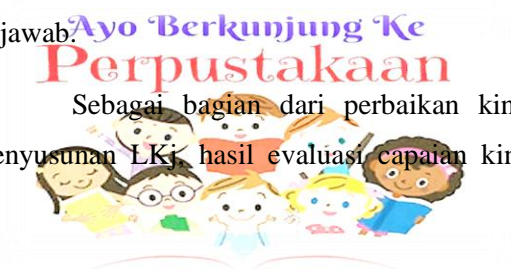 jawab.
Ayo Berkunjung Ke
Perpustakaan
Sebagai bagian dari perbaikan kin
enyusunan LKj, hasil evaluasi capaian kin